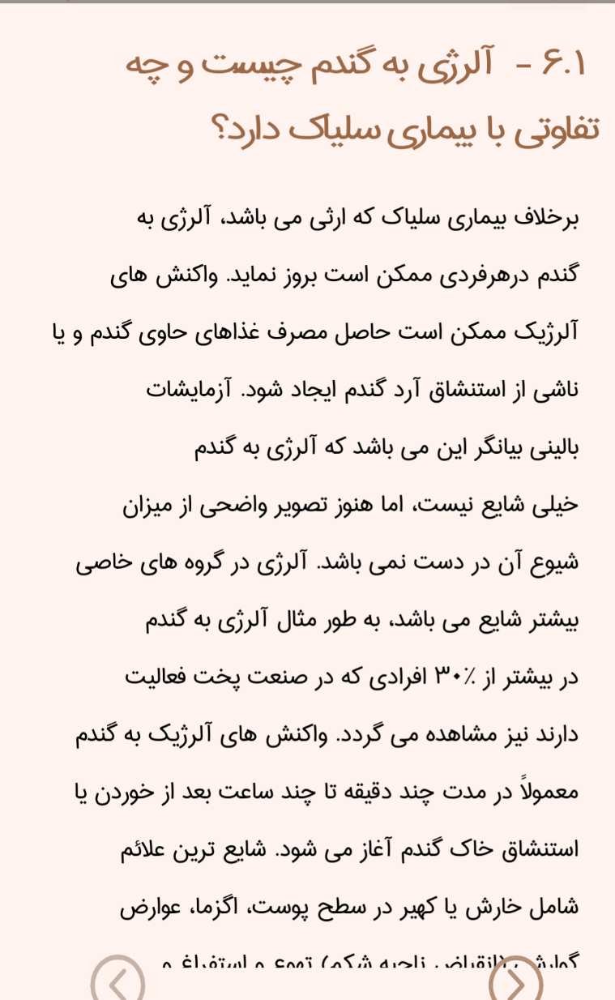 ۶.۱ - آلرژی به گندم چیست و چه
تفاوتی با بیماری سلیاک دارد؟
برخلاف بیماری سلیاک که ارثی می باشد، آلرژی به
گندم درهرفردی ممکن است بروز نماید. واکنش های
آلرژیک ممکن است حاصل مصرف غذاهای حاوی گندم و یا
ناشی از استنشاق آرد گندم ایجاد شود. آزمایشات
بالینی بیانگر این می باشد که آلرژی به گندم
خیلی شایع نیست، اما هنوز تصویر واضحی از میزان
شیوع آن در دست نمی باشد. آلرژی در گروه های خاصی
بیشتر شایع می باشد، به طور مثال آلرژی به گندم
در بیشتر از ۳۰٪ افرادی که در صنعت پخت فعالیت
دارند نیز مشاهده می گردد. واکنش های آلرژیک به گندم
معمولاً در مدت چند دقیقه تا چند ساعت بعد از خوردن یا
استنشاق خاک گندم آغاز می شود. شایع ترین علائم
شامل خارش یا کهیر در سطح پوست، اگزما، عوارض
گوارشی (انقباض ناحیه شکم) تهوع و استفراغ و